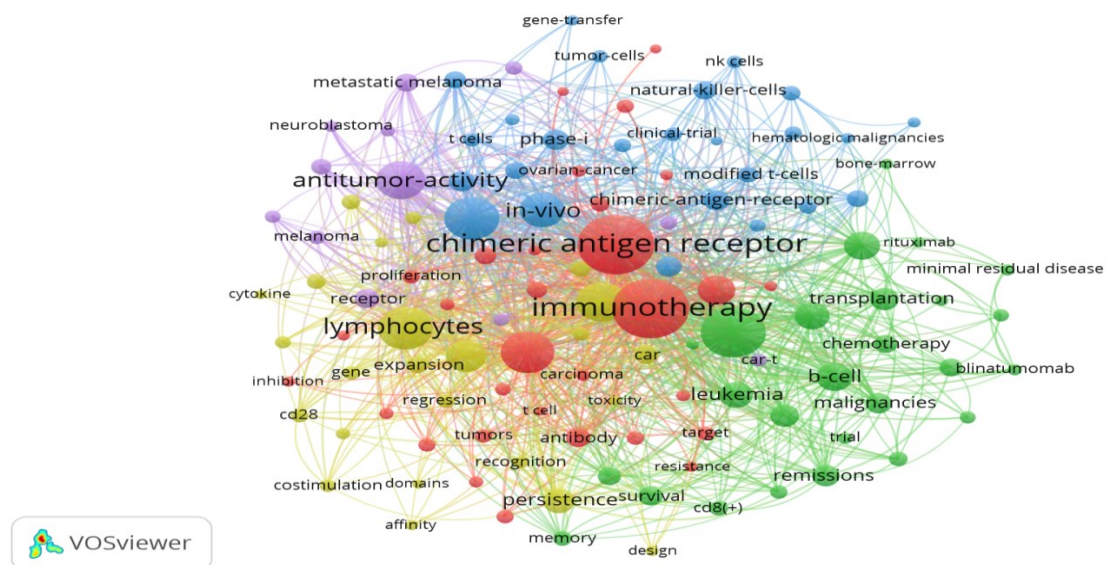 gene-transfer
tumor-cells
nk cells
metastatic melanoma
natural-killer-cells
neuroblastoma
t cells
phase-i
clinical-trial
hematologic malignancies
ovarian-cancer
bone-marrow
antitumor-activity
modified t-cells
in-vivo
chimeric-antigen-receptor
melanoma
chimeric antigen receptor
rituximab
proliferation
minimal residual disease
cytokine
receptor
transplantation
immunotherapy
lymphocytes
chemotherapy
car
car-t
expansion
gene
carcinoma
b-cell
blinatumomab
inhibition
leukemia
regression
toxicity
malignancies
cd28
t cell
tumors
antibody
target
trial
recognition
resistance
remissions
costimulation
domains
persistence
survival
cd8(+)
affinity
memory
design
VOSviewer